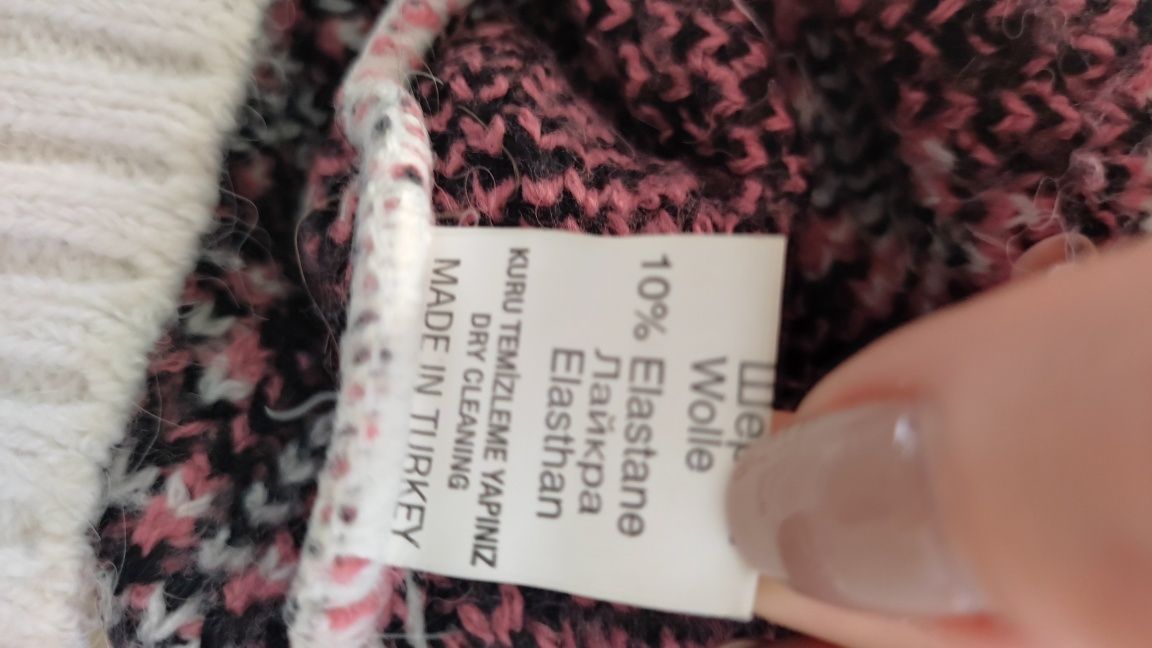 Wolle
10% Elastane
Лайкра
Elasthan
KURU TEMİZLEME YAPINIZ
DRY CLEANING
MADE IN TURKEY